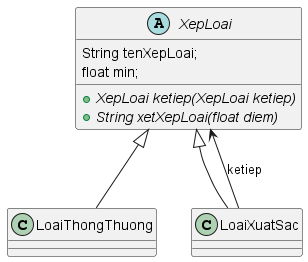 A XepLoai
String tenXepLoai;
float min;
XepLoai ketiep(XepLoai ketiep)
String xetXepLoai(float diem)
ketiep
C LoaiThongThuong
C LoaiXuatSac